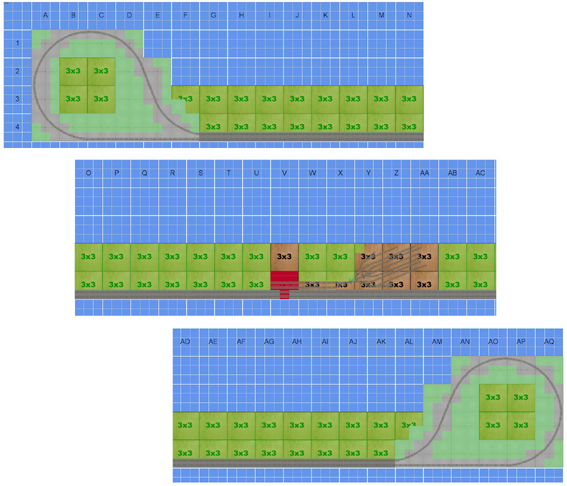 A B C D E F G H I J K L M N
1
2 3x3 3x3
3 3x3 3x3 3x3 3x3 3x3 3x3 3x3 3x3 3x3 3x3 3x3
4 3x3 3x3 3x3 3x3 3x3 3x3 3x3 3x3
O P Q R S T U V W X Y Z AA AB AC
3x3 3x3 3x3 3x3 3x3 3x3 3x3 3x3 3x3 3x3 3x3 3x3 3x3 3x3 3x3
3x3 3x3 3x3 3x3 3x3 3x3 3x3 3x3 3x3 3x3 3x3 3x3 3x3 3x3
AD AE AF AG AH AI AJ AK AL AM AN AO AP AQ
3x3 3x3
3x3 3x3 3x3 3x3 3x3 3x3 3x3 3x3 3x3 3x3 3x3
3x3 3x3 3x3 3x3 3x3 3x3 3x3 3x3